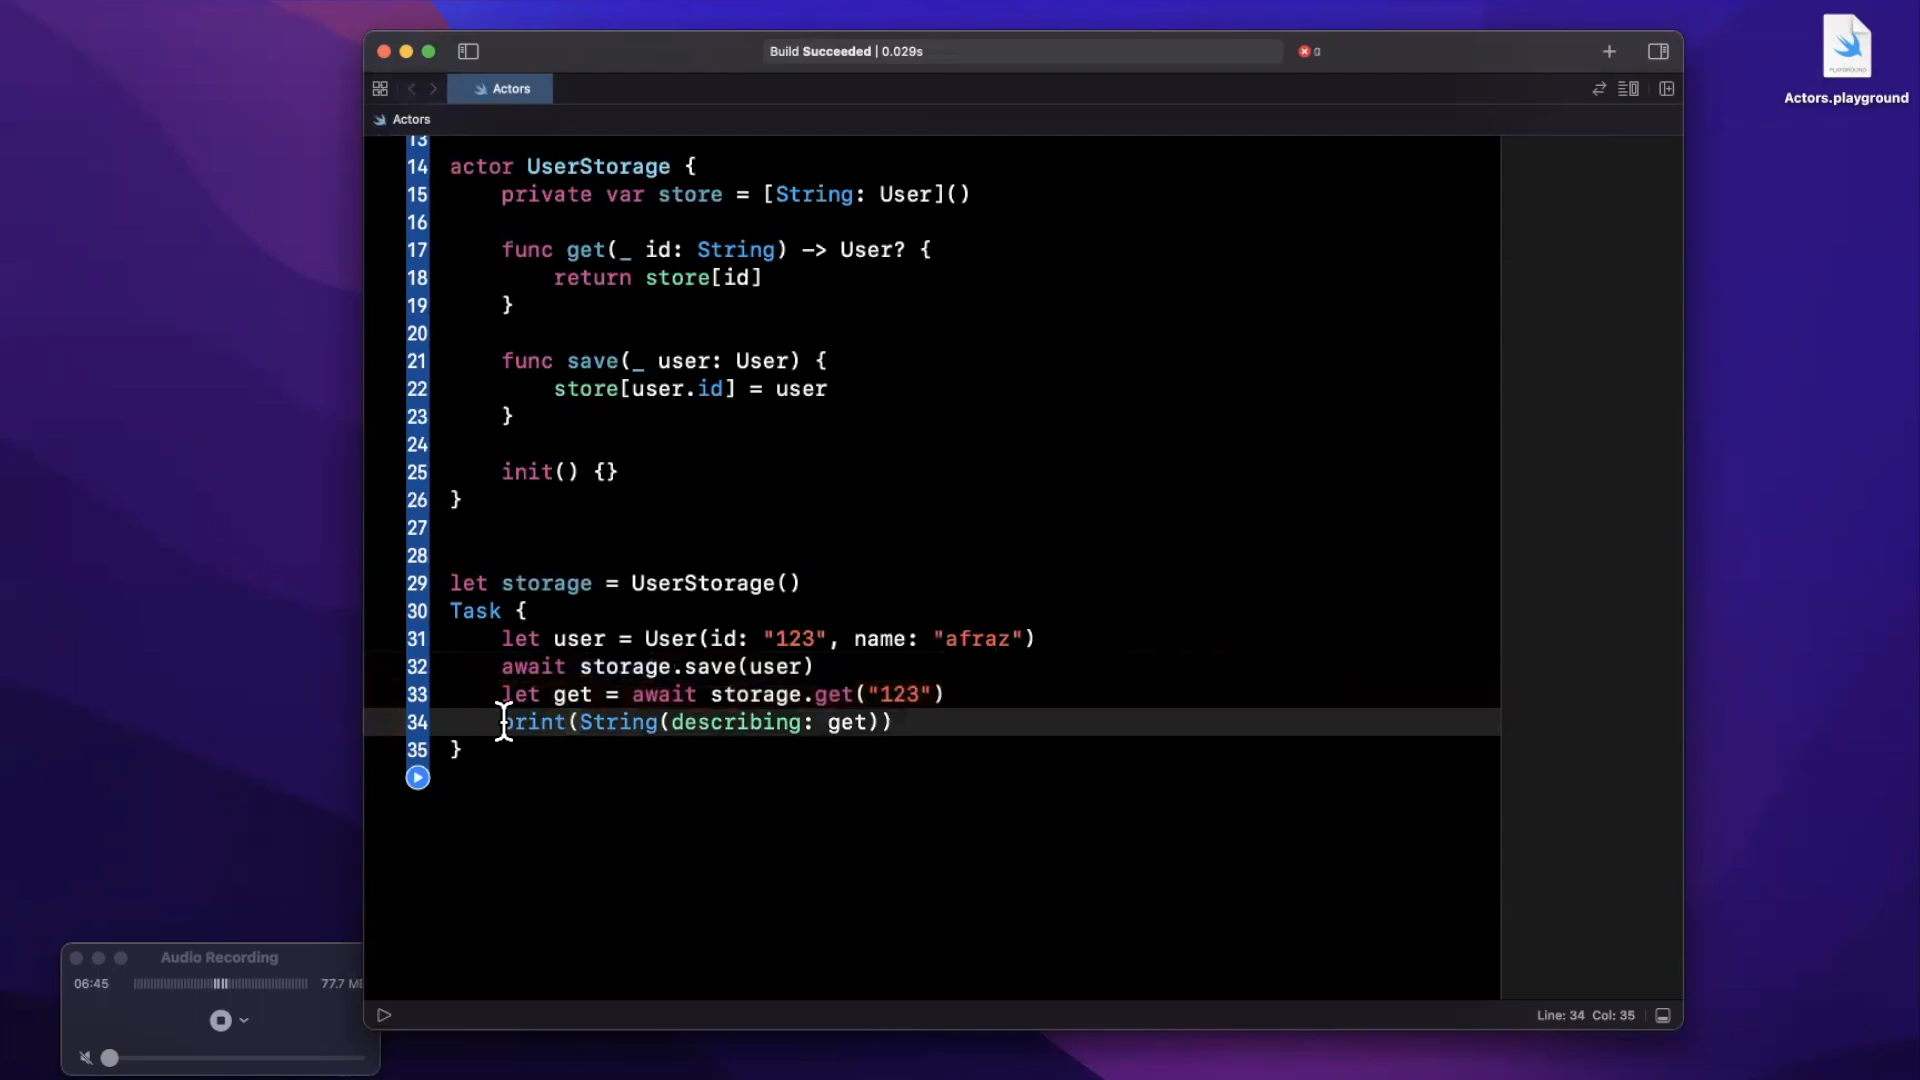 Build Succeeded | 0.029s
Actors
Actors
Actors.playground
13
14 actor UserStorage {
15     private var store = [String: User]()
16
17     func get(_ id: String) -> User? {
18         return store[id]
19     }
20
21     func save(_ user: User) {
22         store[user.id] = user
23     }
24
25     init() {}
26 }
27
28
29 let storage = UserStorage()
30 Task {
31     let user = User(id: "123", name: "afraz")
32     await storage.save(user)
33     let get = await storage.get("123")
34     print(String(describing: get))
35 }
Audio Recording
06:45
77.7
Line: 34 Col: 35